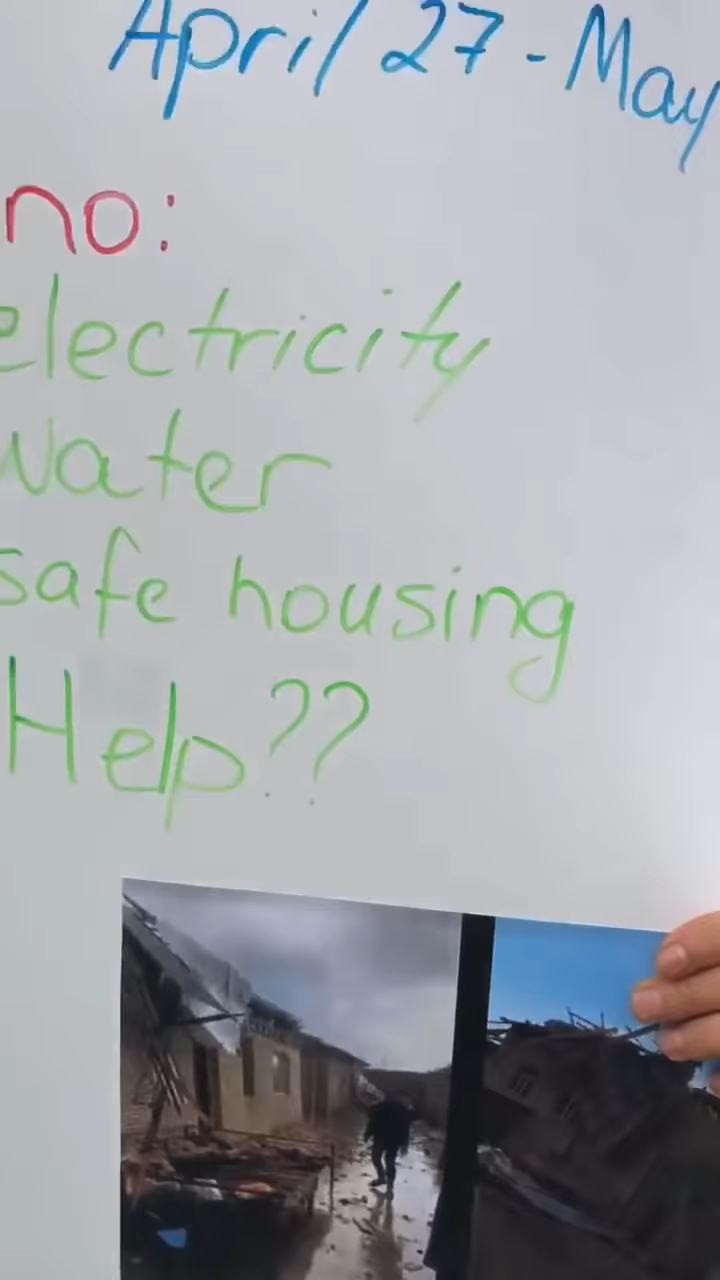 April 27 - May
no:
electricity
Water
safe housing
Help??